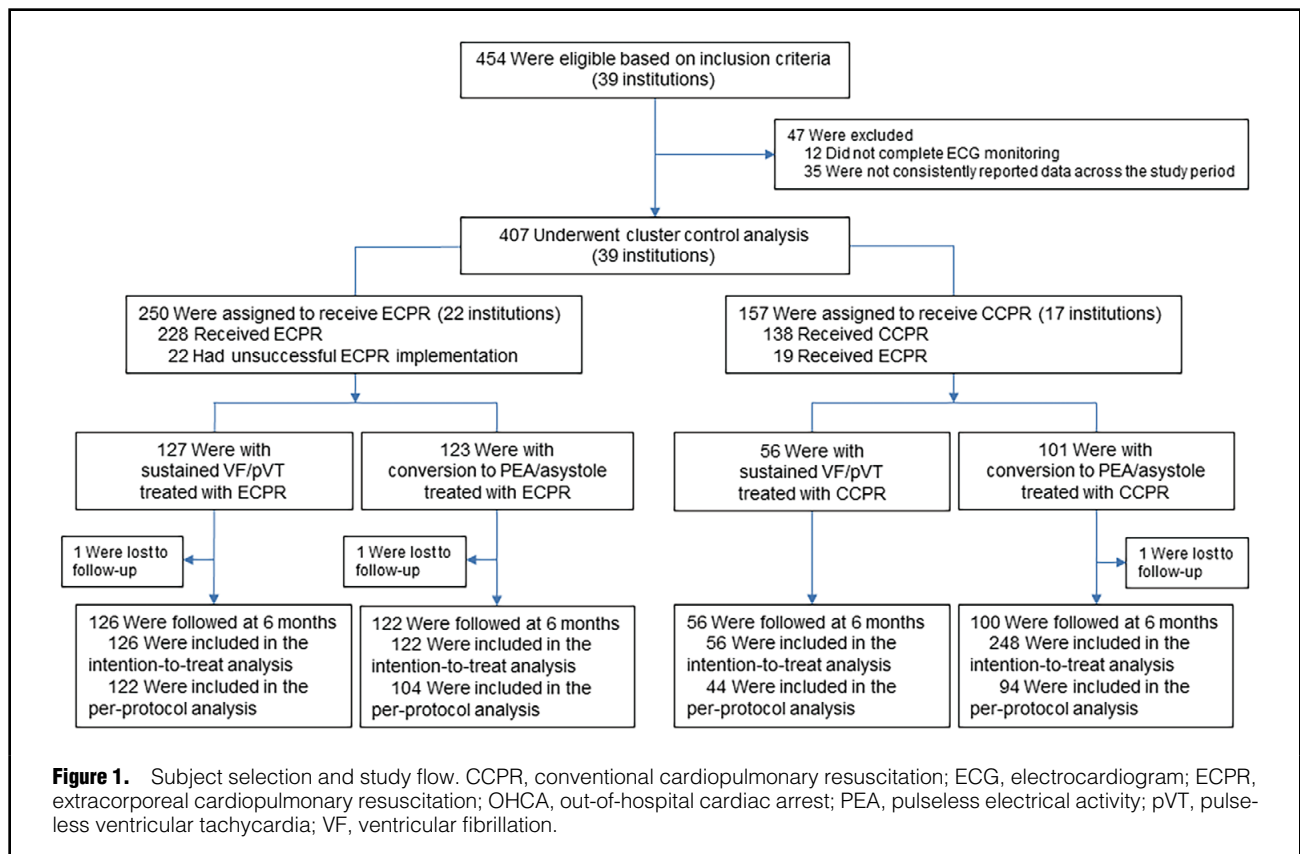 454 Were eligible based on inclusion criteria
(39 institutions)
47 Were excluded
12 Did not complete ECG monitoring
35 Were not consistently reported data across the study period
407 Underwent cluster control analysis
(39 institutions)
250 Were assigned to receive ECPR (22 institutions)
228 Received ECPR
22 Had unsuccessful ECPR implementation
157 Were assigned to receive CCPR (17 institutions)
138 Received CCPR
19 Received ECPR
127 Were with
sustained VF/pVT
treated with ECPR
123 Were with
conversion to PEA/asystole
treated with ECPR
56 Were with
sustained VF/pVT
treated with CCPR
101 Were with
conversion to PEA/asystole
treated with CCPR
1 Were lost to
follow-up
1 Were lost to
follow-up
1 Were lost to
follow-up
126 Were followed at 6 months
126 Were included in the
intention-to-treat analysis
122 Were included in the
per-protocol analysis
122 Were followed at 6 months
122 Were included in the
intention-to-treat analysis
104 Were included in the
per-protocol analysis
56 Were followed at 6 months
56 Were included in the
intention-to-treat analysis
44 Were included in the
per-protocol analysis
100 Were followed at 6 months
248 Were included in the
intention-to-treat analysis
94 Were included in the
per-protocol analysis
Figure 1. Subject selection and study flow. CCPR, conventional cardiopulmonary resuscitation; ECG, electrocardiogram; ECPR,
extracorporeal cardiopulmonary resuscitation; OHCA, out-of-hospital cardiac arrest; PEA, pulseless electrical activity; pVT, pulse-
less ventricular tachycardia; VF, ventricular fibrillation.